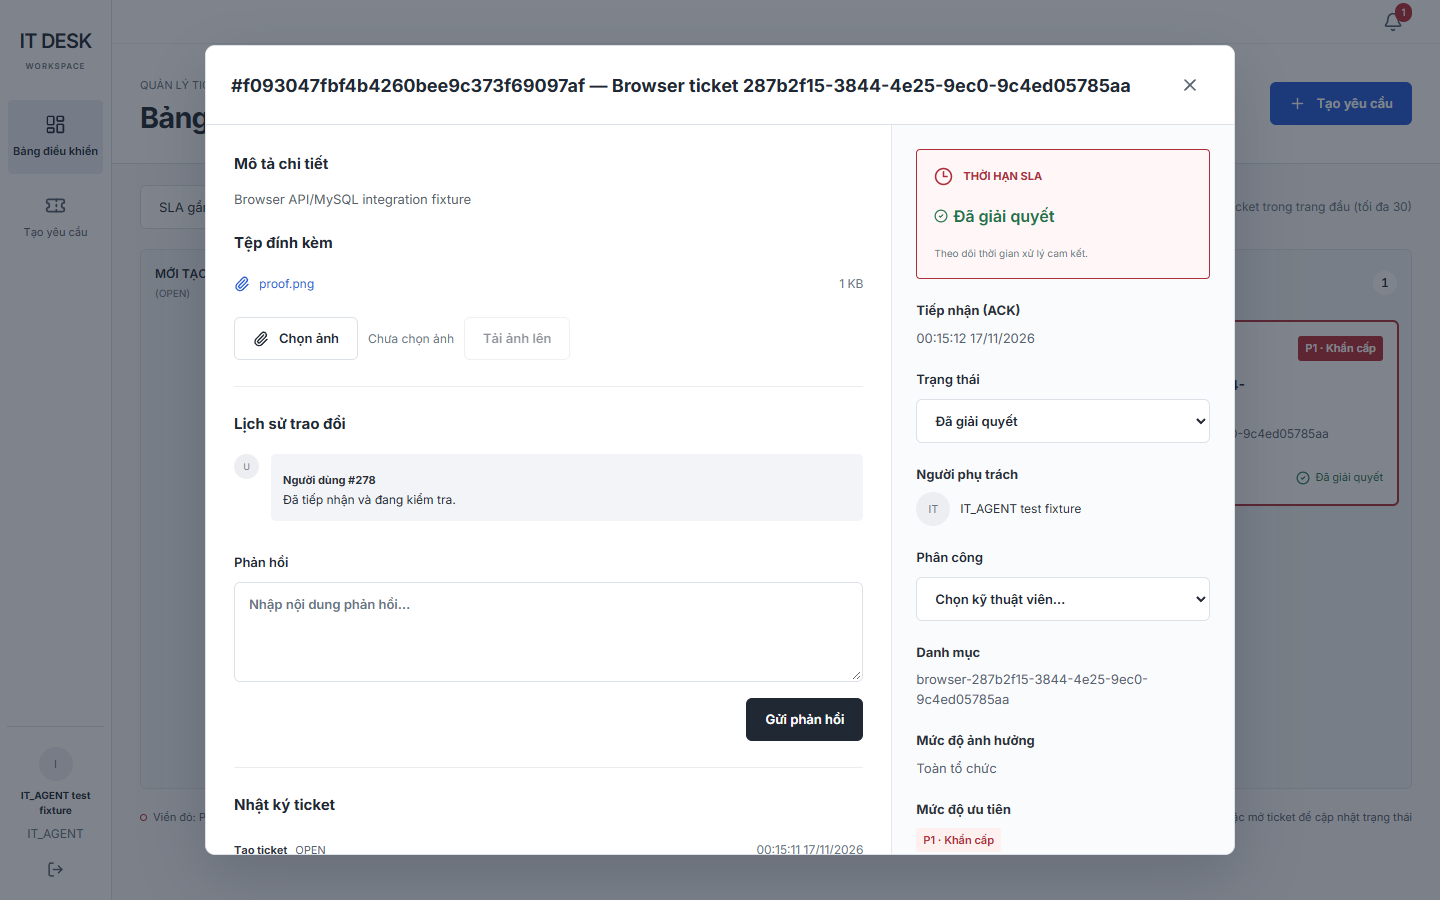 IT DESK
WORKSPACE
Bảng điều khiển
Tạo yêu cầu
I
IT_AGENT test
fixture
IT_AGENT
1
QUẢN LÝ
Bảng
Tạo yêu cầu
SLA
ticket trong trang đầu (tối đa 30)
MỚI TẠO
(OPEN)
1
P1 · Khẩn cấp
-9c4ed05785aa
Đã giải quyết
Viền đỏ:
mở ticket để cập nhật trạng thái
#f093047fbf4b4260bee9c373f69097af — Browser ticket 287b2f15-3844-4e25-9ec0-9c4ed05785aa
Mô tả chi tiết
Browser API/MySQL integration fixture
Tệp đính kèm
proof.png
1 KB
Chọn ảnh
Chưa chọn ảnh
Tải ảnh lên
Lịch sử trao đổi
U
Người dùng #278
Đã tiếp nhận và đang kiểm tra.
Phản hồi
Nhập nội dung phản hồi...
Gửi phản hồi
Nhật ký ticket
Tạo ticket OPEN
00:15:11 17/11/2026
THỜI HẠN SLA
Đã giải quyết
Theo dõi thời gian xử lý cam kết.
Tiếp nhận (ACK)
00:15:12 17/11/2026
Trạng thái
Đã giải quyết
Người phụ trách
IT
IT_AGENT test fixture
Phân công
Chọn kỹ thuật viên...
Danh mục
browser-287b2f15-3844-4e25-9ec0-
9c4ed05785aa
Mức độ ảnh hưởng
Toàn tổ chức
Mức độ ưu tiên
P1 · Khẩn cấp